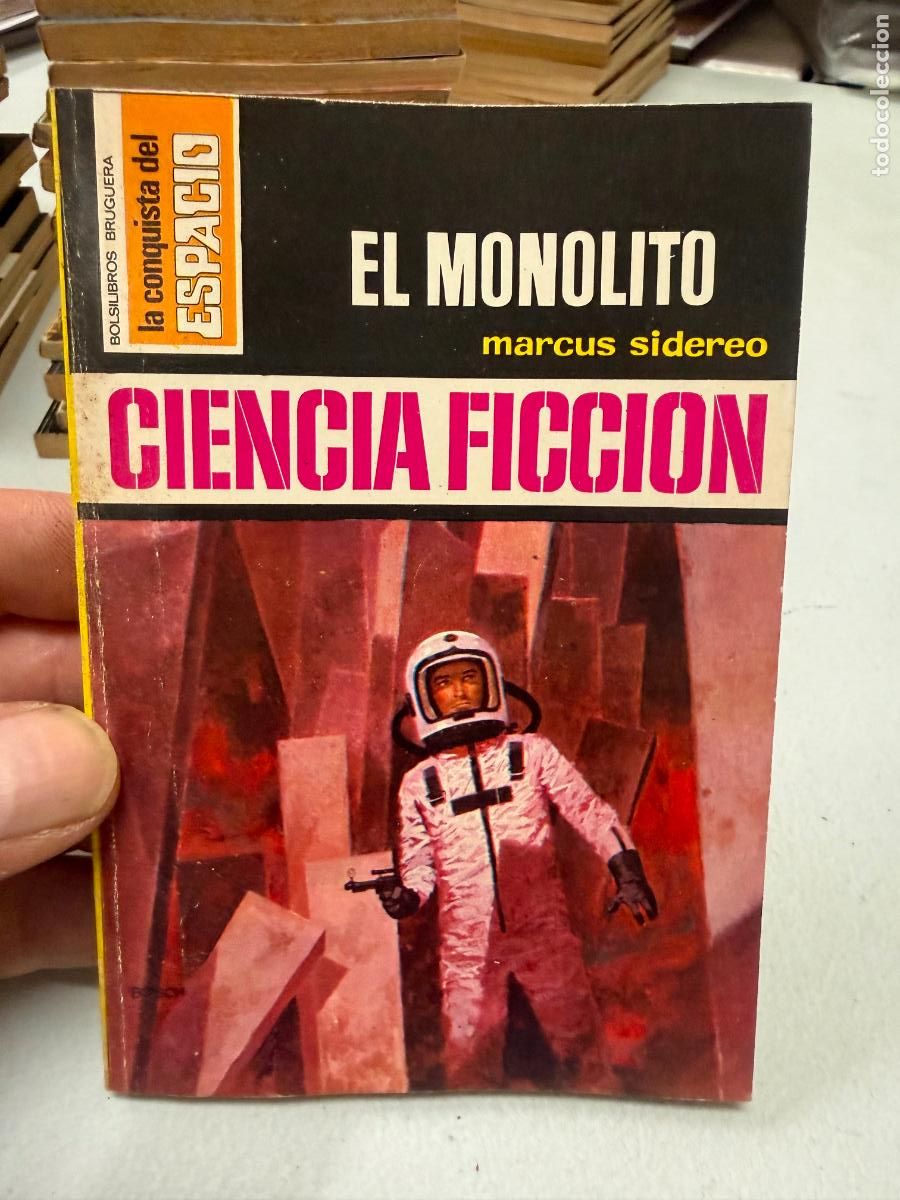 BOLSILIBROS BRUGUERA
la conquista del
ESPACIO
EL MONOLITO
marcus sidereo
CIENCIA FICCION
todocoleccion